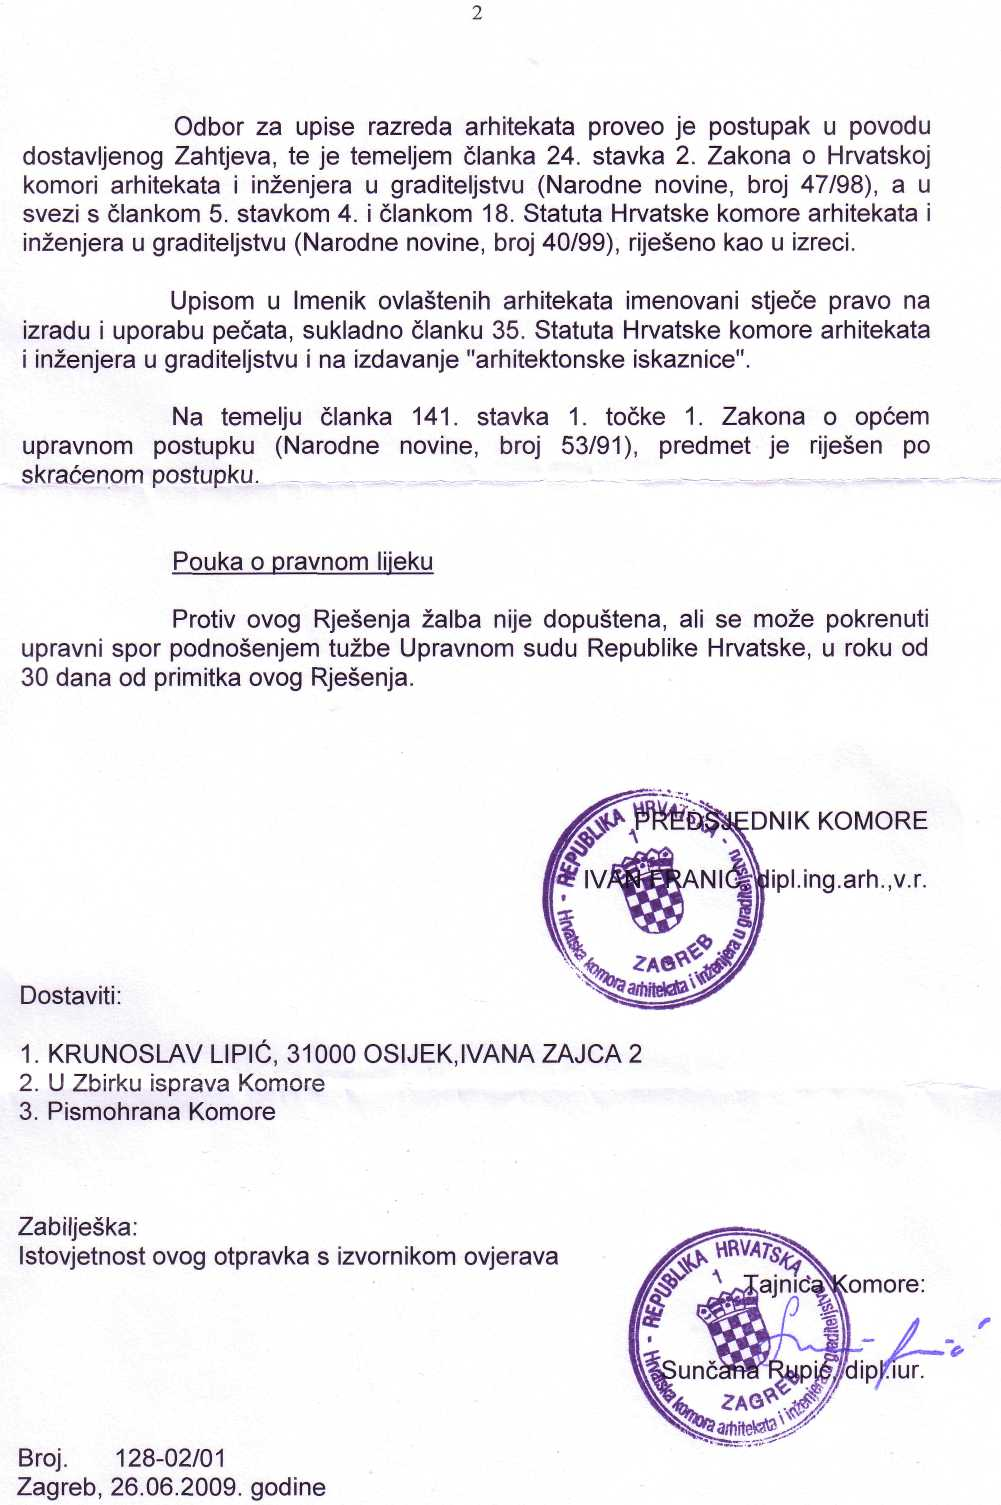 2
Odbor za upise razreda arhitekata proveo je postupak u povodu
dostavljenog Zahtjeva, te je temeljem članka 24. stavka 2. Zakona o Hrvatskoj
komori arhitekata i inženjera u graditeljstvu (Narodne novine, broj 47/98), a u
svezi s člankom 5. stavkom 4. i člankom 18. Statuta Hrvatske komore arhitekata i
inženjera u graditeljstvu (Narodne novine, broj 40/99), riješeno kao u izreci.
Upisom u Imenik ovlaštenih arhitekata imenovani stječe pravo na
izradu i uporabu pečata, sukladno članku 35. Statuta Hrvatske komore arhitekata
i inženjera u graditeljstvu i na izdavanje "arhitektonske iskaznice".
Na temelju članka 141. stavka 1. točke 1. Zakona o općem
upravnom postupku (Narodne novine, broj 53/91), predmet je riješen po
skraćenom postupku.
Pouka o pravnom lijeku
Protiv ovog Rješenja žalba nije dopuštena, ali se može pokrenuti
upravni spor podnošenjem tužbe Upravnom sudu Republike Hrvatske, u roku od
30 dana od primitka ovog Rješenja.
PREDSJEDNIK KOMORE
IVAN FRANIĆ, dipl.ing.arh.,v.r.
- REPUBLIKA HRVATSKA -
1
ZAGREB
Hrvatska komora arhitekata i inženjera u graditeljstvu
Dostaviti:
1. KRUNOSLAV LIPIĆ, 31000 OSIJEK,IVANA ZAJCA 2
2. U Zbirku isprava Komore
3. Pismohrana Komore
Zabilješka:
Istovjetnost ovog otpravka s izvornikom ovjerava
Tajnica Komore:
Sunčana Rupić, dipl.iur.
- REPUBLIKA HRVATSKA -
1
ZAGREB
Hrvatska komora arhitekata i inženjera u graditeljstvu
Broj. 128-02/01
Zagreb, 26.06.2009. godine